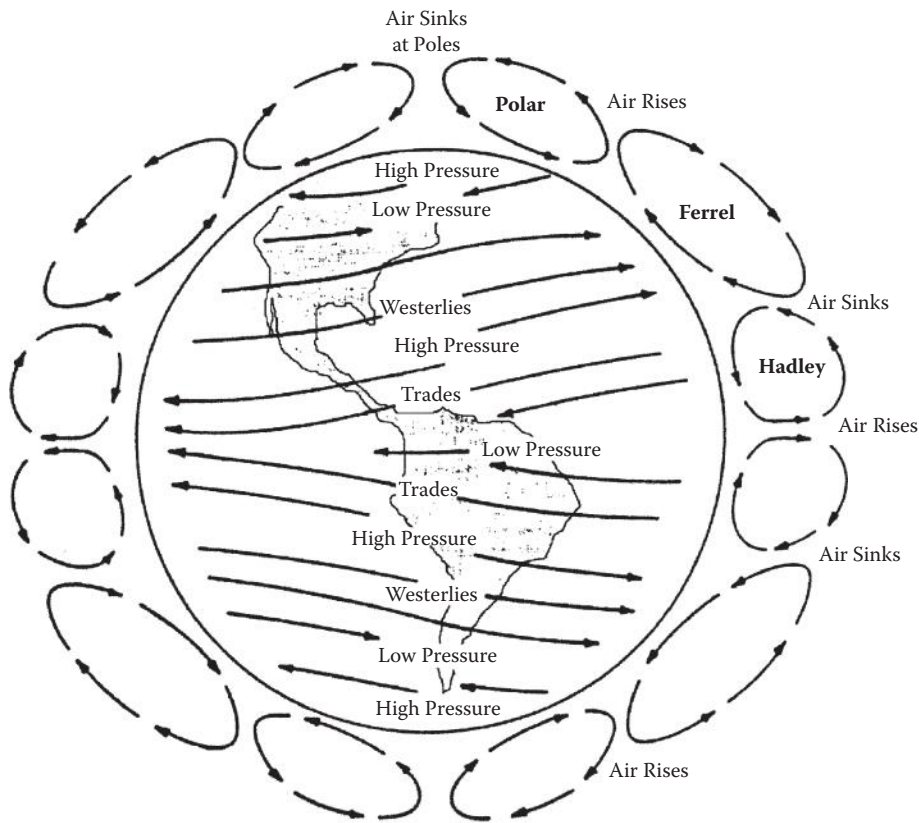 Air Sinks
at Poles
Polar
Air Rises
High Pressure
Low Pressure
Ferrel
Westerlies
Air Sinks
High Pressure
Hadley
Trades
Air Rises
Low Pressure
Trades
High Pressure
Air Sinks
Westerlies
Low Pressure
High Pressure
Air Rises